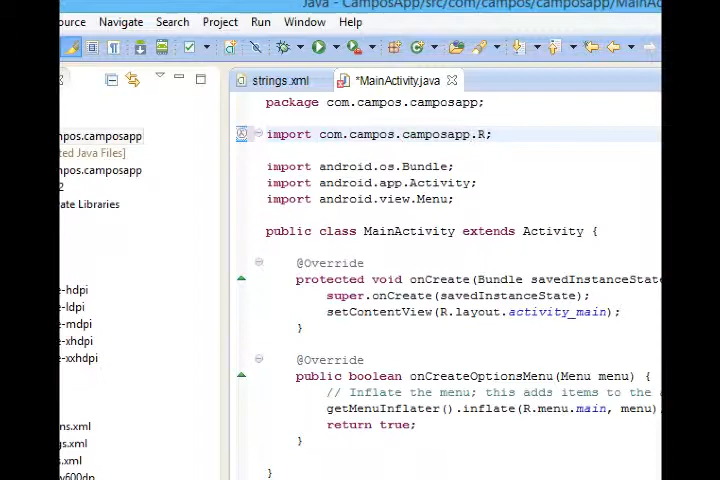 Java - CamposApp/src/com/campos/camposapp/MainAc
ource Navigate Search Project Run Window Help
strings.xml *MainActivity.java
package com.campos.camposapp;
mpos.camposapp
import com.campos.camposapp.R;
ted Java Files]
import android.os.Bundle;
mpos.camposapp
import android.app.Activity;
2
import android.view.Menu;
rate Libraries
public class MainActivity extends Activity {
@Override
protected void onCreate(Bundle savedInstanceState
e-hdpi
super.onCreate(savedInstanceState);
e-ldpi
setContentView(R.layout.activity_main);
e-mdpi
}
e-xhdpi
e-xxhdpi
@Override
public boolean onCreateOptionsMenu(Menu menu) {
// Inflate the menu; this adds items to the a
getMenuInflater().inflate(R.menu.main, menu);
ns.xml
return true;
gs.xml
}
s.xml
}
w600dp